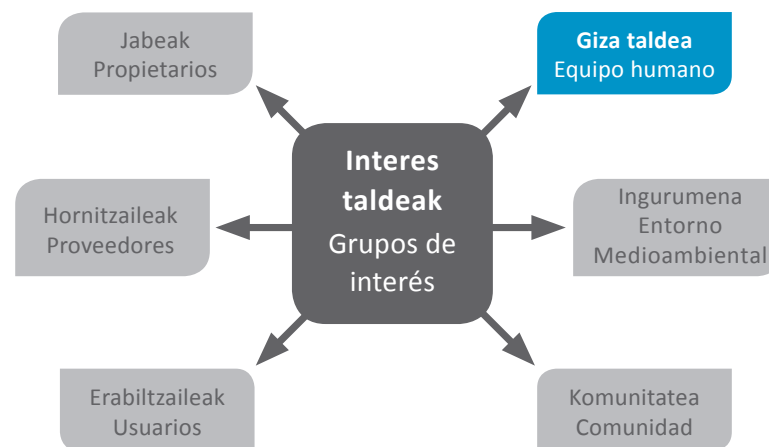 Jabeak
Propietarios
Giza taldea
Equipo humano
Interes
taldeak
Grupos de
interés
Hornitzaileak
Proveedores
Ingurumena
Entorno
Medioambiental
Erabiltzaileak
Usuarios
Komunitatea
Comunidad